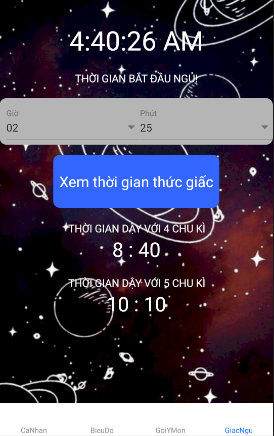 4:40:26 AM
THỜI GIAN BẮT ĐẦU NGỦ!
Giờ Phút
02 25
Xem thời gian thức giấc
THỜI GIAN DẬY VỚI 4 CHU KÌ
8 : 40
THỜI GIAN DẬY VỚI 5 CHU KÌ
10 : 10
CaNhan BieuDo GoiYMon GiacNgu